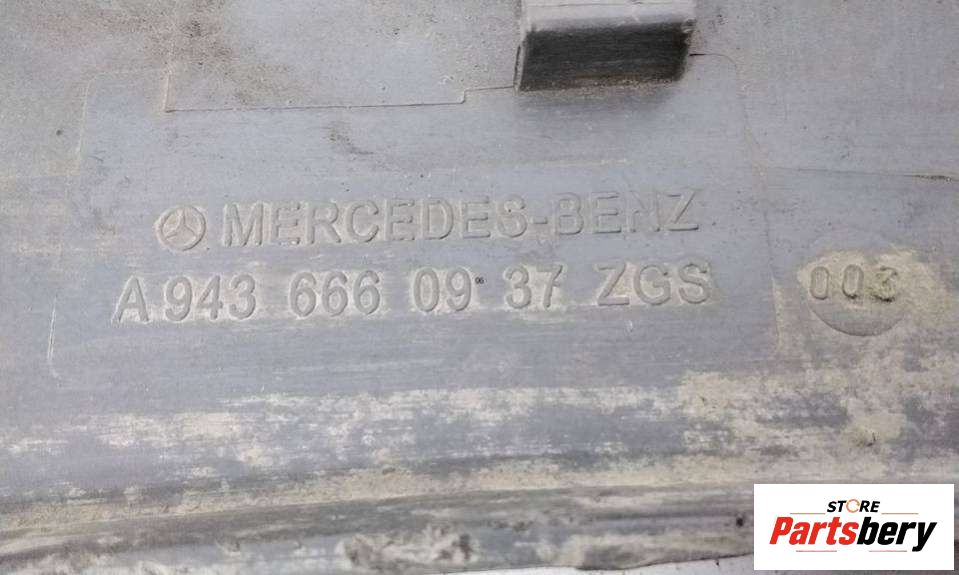 MERCEDES-BENZ
A 943 666 09 37 ZGS 003
STORE
Partsbery